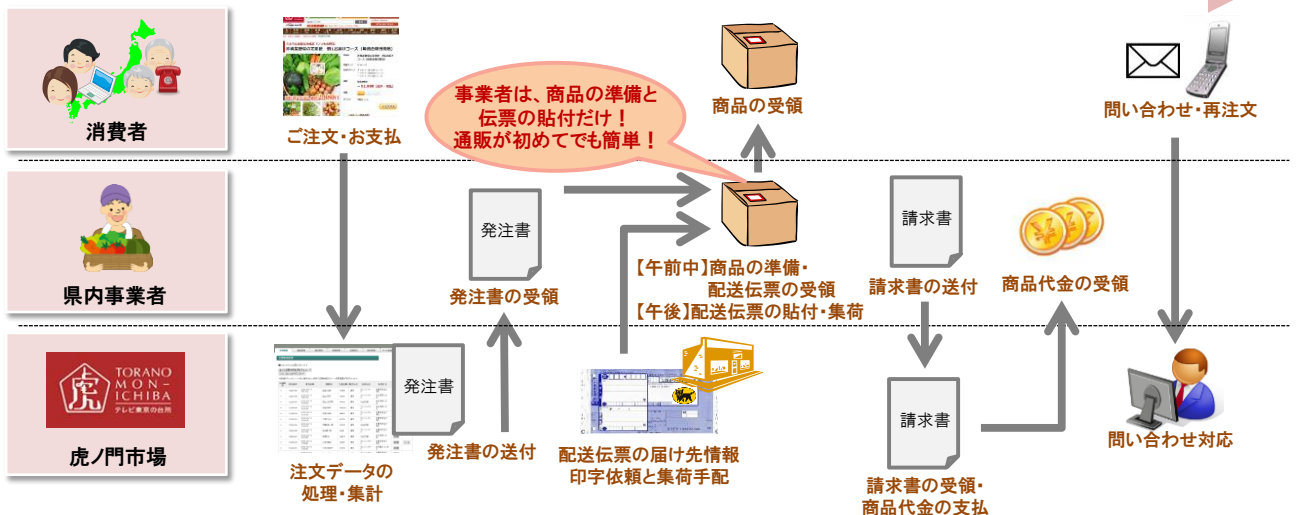 消費者
ご注文・お支払
事業者は、商品の準備と
伝票の貼付だけ！
通販が初めてでも簡単！
商品の受領
問い合わせ・再注文
県内事業者
発注書
発注書の受領
【午前中】商品の準備・
配送伝票の受領
【午後】配送伝票の貼付・集荷
請求書
請求書の送付
商品代金の受領
虎
TORANO
MON-
ICHIBA
テレビ東京の台所
虎ノ門市場
注文データの
処理・集計
発注書
発注書の送付
配送伝票の届け先情報
印字依頼と集荷手配
請求書
請求書の受領・
商品代金の支払
問い合わせ対応